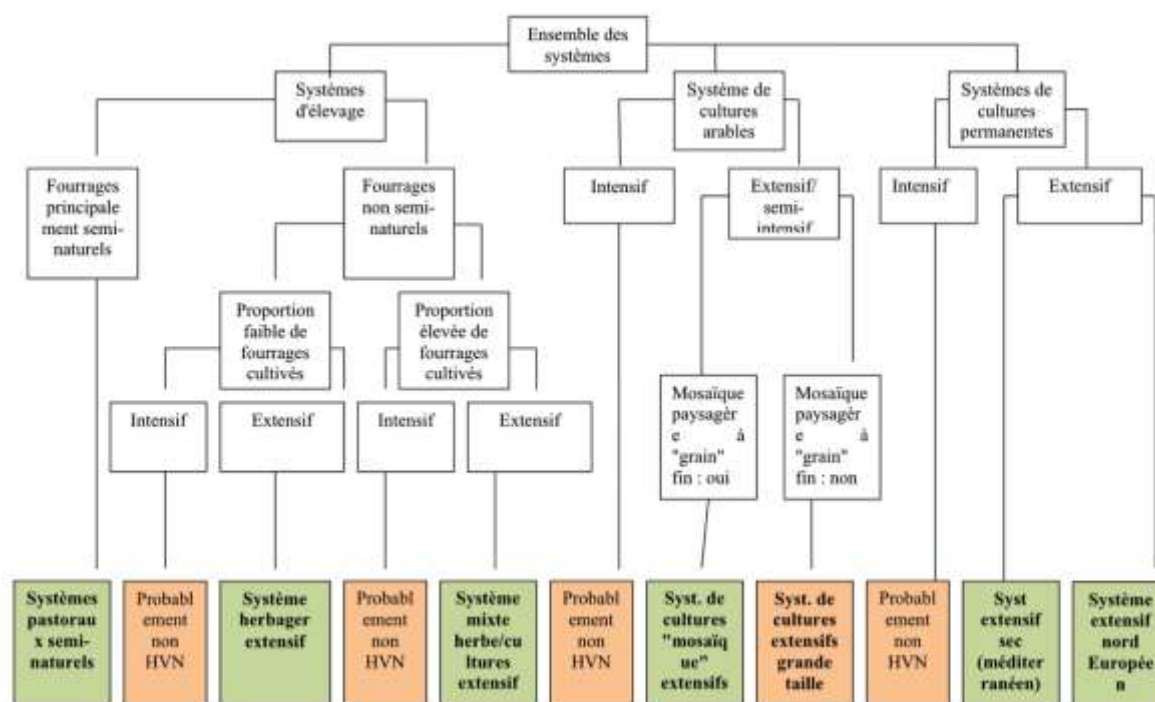 Ensemble des
systèmes
Systèmes
d'élevage
Système de
cultures
arables
Systèmes de
cultures
permanentes
Fourrages
principale
ment semi-
naturels
Fourrages
non semi-
naturels
Intensif
Extensif/
semi-
intensif
Intensif
Extensif
Proportion
faible de
fourrages
cultivés
Proportion
élevée de
fourrages
cultivés
Intensif
Extensif
Intensif
Extensif
Mosaïque
paysagèr
e à
"grain"
fin : oui
Mosaïque
paysagèr
e à
"grain"
fin : non
Systèmes
pastorau
x semi-
naturels
Probabl
ement
non
HVN
Système
herbager
extensif
Probabl
ement
non
HVN
Système
mixte
herbe/cu
ltures
extensif
Probabl
ement
non
HVN
Syst. de
cultures
"mosaïq
ue"
extensifs
Syst. de
cultures
extensifs
grande
taille
Probabl
ement
non
HVN
Syst
extensif
sec
(méditer
ranéen)
Système
extensif
nord
Europée
n